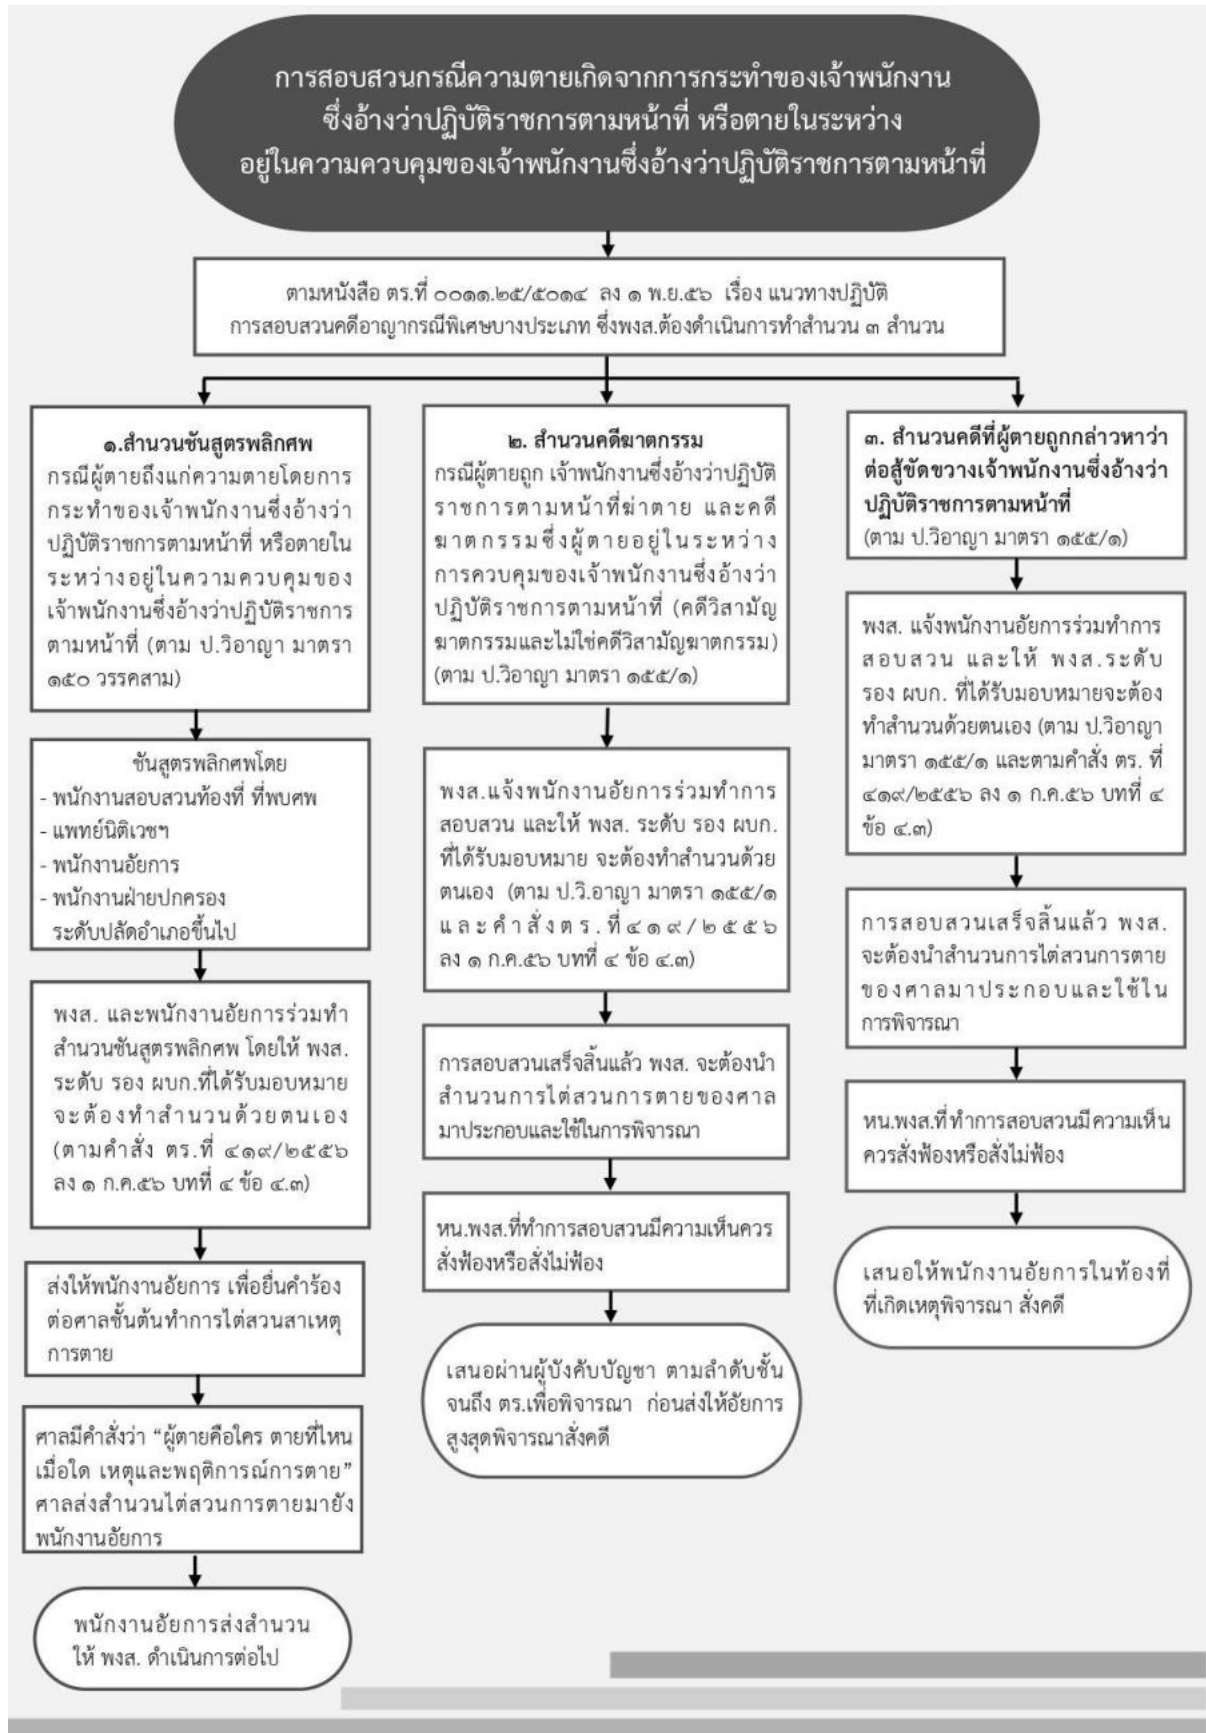 การสอบสวนกรณีความตายเกิดจากการกระทำของเจ้าพนักงาน
ซึ่งอ้างว่าปฏิบัติราชการตามหน้าที่ หรือตายในระหว่าง
อยู่ในความควบคุมของเจ้าพนักงานซึ่งอ้างว่าปฏิบัติราชการตามหน้าที่
ตามหนังสือ ตร.ที่ ๐๐๑๑.๒๕/๕๐๑๔ ลง ๑ พ.ย.๕๖ เรื่อง แนวทางปฏิบัติ
การสอบสวนคดีอาญากรณีพิเศษบางประเภท ซึ่งพงส.ต้องดำเนินการทำสำนวน ๓ สำนวน
๑.สำนวนชันสูตรพลิกศพ
กรณีผู้ตายถึงแก่ความตายโดยการ
กระทำของเจ้าพนักงานซึ่งอ้างว่า
ปฏิบัติราชการตามหน้าที่ หรือตายใน
ระหว่างอยู่ในความควบคุมของ
เจ้าพนักงานซึ่งอ้างว่าปฏิบัติราชการ
ตามหน้าที่ (ตาม ป.วิอาญา มาตรา
๑๕๐ วรรคสาม)
ชันสูตรพลิกศพโดย
- พนักงานสอบสวนท้องที่ ที่พบศพ
- แพทย์นิติเวชฯ
- พนักงานอัยการ
- พนักงานฝ่ายปกครอง
ระดับปลัดอำเภอขึ้นไป
พงส. และพนักงานอัยการร่วมทำ
สำนวนชันสูตรพลิกศพ โดยให้ พงส.
ระดับ รอง ผบก.ที่ได้รับมอบหมาย
จะต้องทำสำนวนด้วยตนเอง
(ตามคำสั่ง ตร.ที่ ๔๑๙/๒๕๕๖
ลง ๑ ก.ค.๕๖ บทที่ ๔ ข้อ ๔.๓)
ส่งให้พนักงานอัยการ เพื่อยื่นคำร้อง
ต่อศาลชั้นต้นทำการไต่สวนสาเหตุ
การตาย
ศาลมีคำสั่งว่า “ผู้ตายคือใคร ตายที่ไหน
เมื่อใด เหตุและพฤติการณ์การตาย”
ศาลส่งสำนวนไต่สวนการตายมายัง
พนักงานอัยการ
พนักงานอัยการส่งสำนวน
ให้ พงส. ดำเนินการต่อไป
๒. สำนวนคดีฆาตกรรม
กรณีผู้ตายถูก เจ้าพนักงานซึ่งอ้างว่าปฏิบัติ
ราชการตามหน้าที่ฆ่าตาย และคดี
ฆาตกรรมซึ่งผู้ตายอยู่ในระหว่าง
การควบคุมของเจ้าพนักงานซึ่งอ้างว่า
ปฏิบัติราชการตามหน้าที่ (คดีวิสามัญ
ฆาตกรรมและไม่ใช่คดีวิสามัญฆาตกรรม)
(ตาม ป.วิอาญา มาตรา ๑๕๕/๑)
พงส.แจ้งพนักงานอัยการร่วมทำการ
สอบสวน และให้ พงส. ระดับ รอง ผบก.
ที่ได้รับมอบหมาย จะต้องทำสำนวนด้วย
ตนเอง (ตาม ป.วิ.อาญา มาตรา ๑๕๕/๑
และคำสั่งตร.ที่๔๑๙/๒๕๕๖
ลง ๑ ก.ค.๕๖ บทที่ ๔ ข้อ ๔.๓)
การสอบสวนเสร็จสิ้นแล้ว พงส. จะต้องนำ
สำนวนการไต่สวนการตายของศาล
มาประกอบและใช้ในการพิจารณา
หน.พงส.ที่ทำการสอบสวนมีความเห็นควร
สั่งฟ้องหรือสั่งไม่ฟ้อง
เสนอผ่านผู้บังคับบัญชา ตามลำดับชั้น
จนถึง ตร.เพื่อพิจารณา ก่อนส่งให้อัยการ
สูงสุดพิจารณาสั่งคดี
๓. สำนวนคดีที่ผู้ตายถูกกล่าวหาว่า
ต่อสู้ขัดขวางเจ้าพนักงานซึ่งอ้างว่า
ปฏิบัติราชการตามหน้าที่
(ตาม ป.วิอาญา มาตรา ๑๕๕/๑)
พงส. แจ้งพนักงานอัยการร่วมทำการ
สอบสวน และให้ พงส.ระดับ
รอง ผบก. ที่ได้รับมอบหมายจะต้อง
ทำสำนวนด้วยตนเอง (ตาม ป.วิอาญา
มาตรา ๑๕๕/๑ และตามคำสั่ง ตร. ที่
๔๑๙/๒๕๕๖ ลง ๑ ก.ค.๕๖ บทที่ ๔
ข้อ ๔.๓)
การสอบสวนเสร็จสิ้นแล้ว พงส.
จะต้องนำสำนวนการไต่สวนการตาย
ของศาลมาประกอบและใช้ใน
การพิจารณา
หน.พงส.ที่ทำการสอบสวนมีความเห็น
ควรสั่งฟ้องหรือสั่งไม่ฟ้อง
เสนอให้พนักงานอัยการในท้องที่
ที่เกิดเหตุพิจารณา สั่งคดี